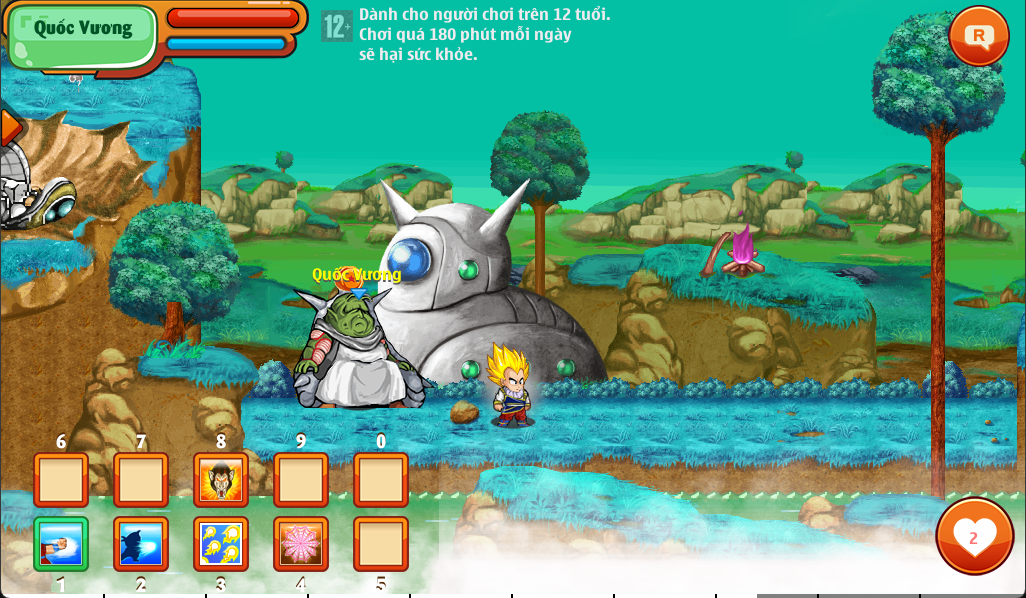 Quốc Vương
12+
Dành cho người chơi trên 12 tuổi.
Chơi quá 180 phút mỗi ngày
sẽ hại sức khỏe.
R
Quốc Vương
6 7 8 9 0
1 2 3 4 5
2